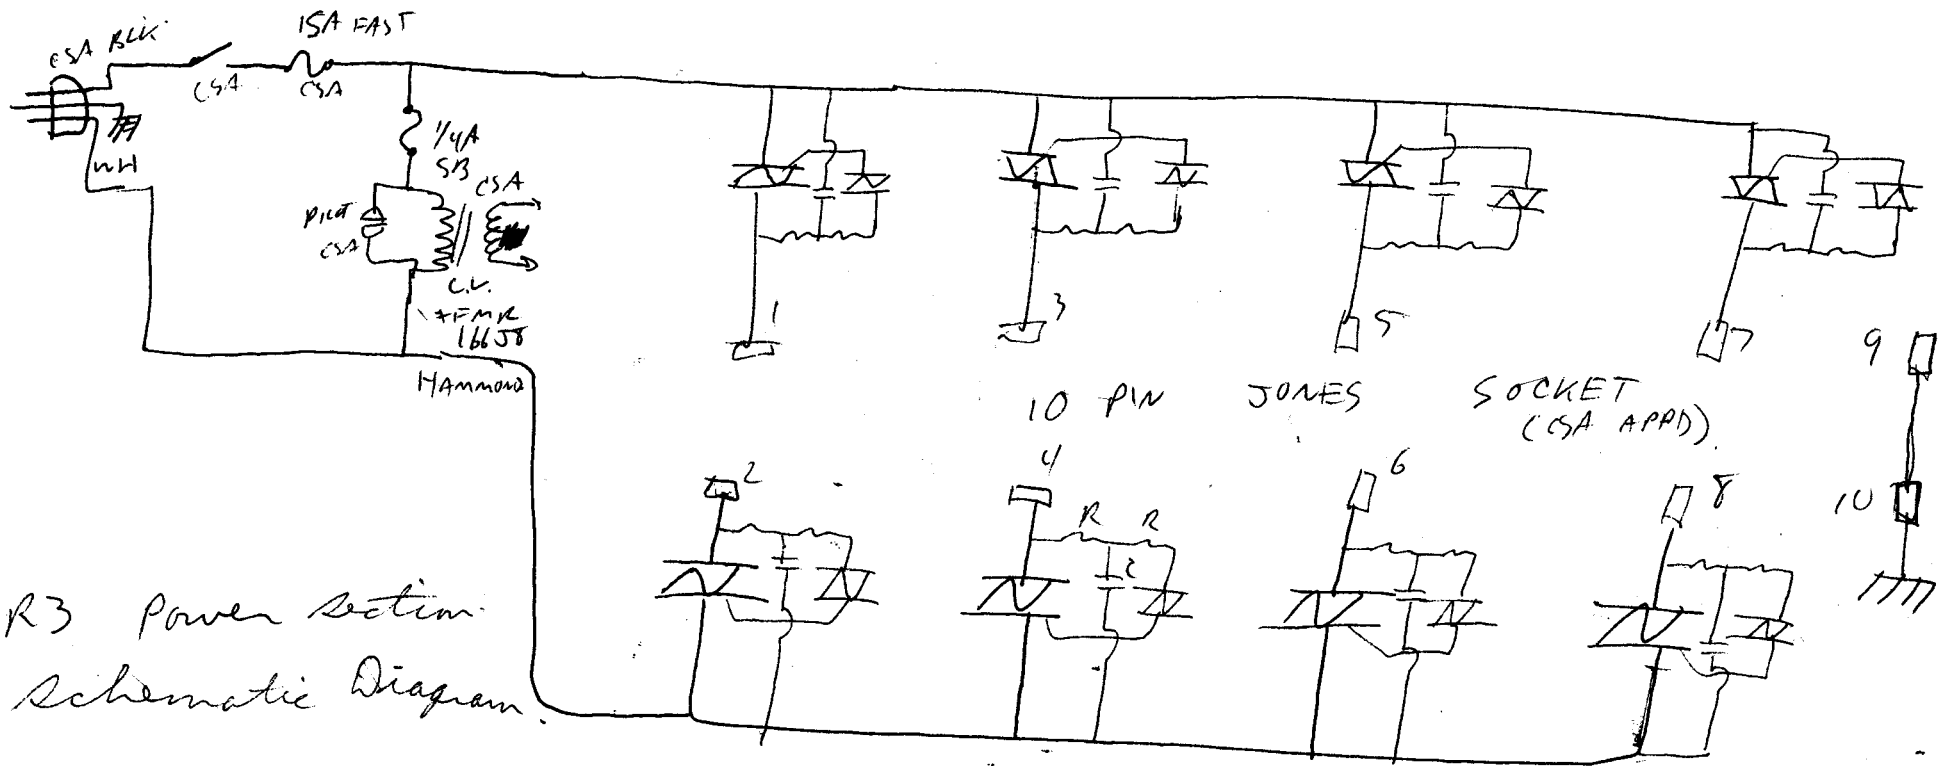 CSA BLK
15A FAST
CSA
CSA
WH
1/4A
SB
CSA
PILOT
CSA
L.V.
XFMR
166J8
HAMMOND
1
3
5
7
9
10 PIN JONES SOCKET
(CSA APPD).
2
4
6
8
10
R R
C
R3 Power section
Schematic Diagram.